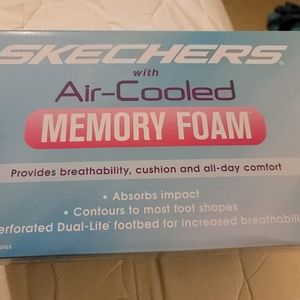 SKECHERS
with
Air-Cooled
MEMORY FOAM
Provides breathability, cushion and all-day comfort
• Absorbs impact
• Contours to most foot shapes
erforated Dual-Lite® footbed for increased breathabili